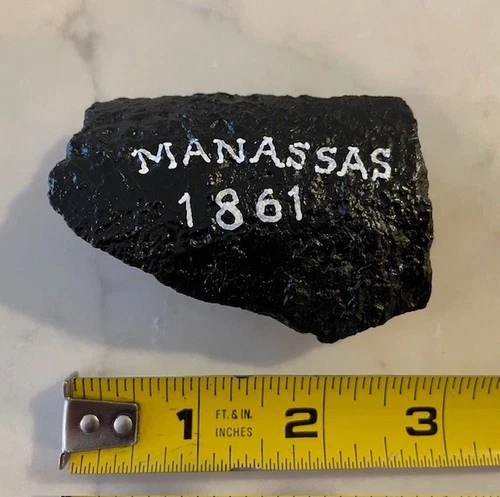 MANASSAS
1861
1 FT. & IN. 2 3
INCHES